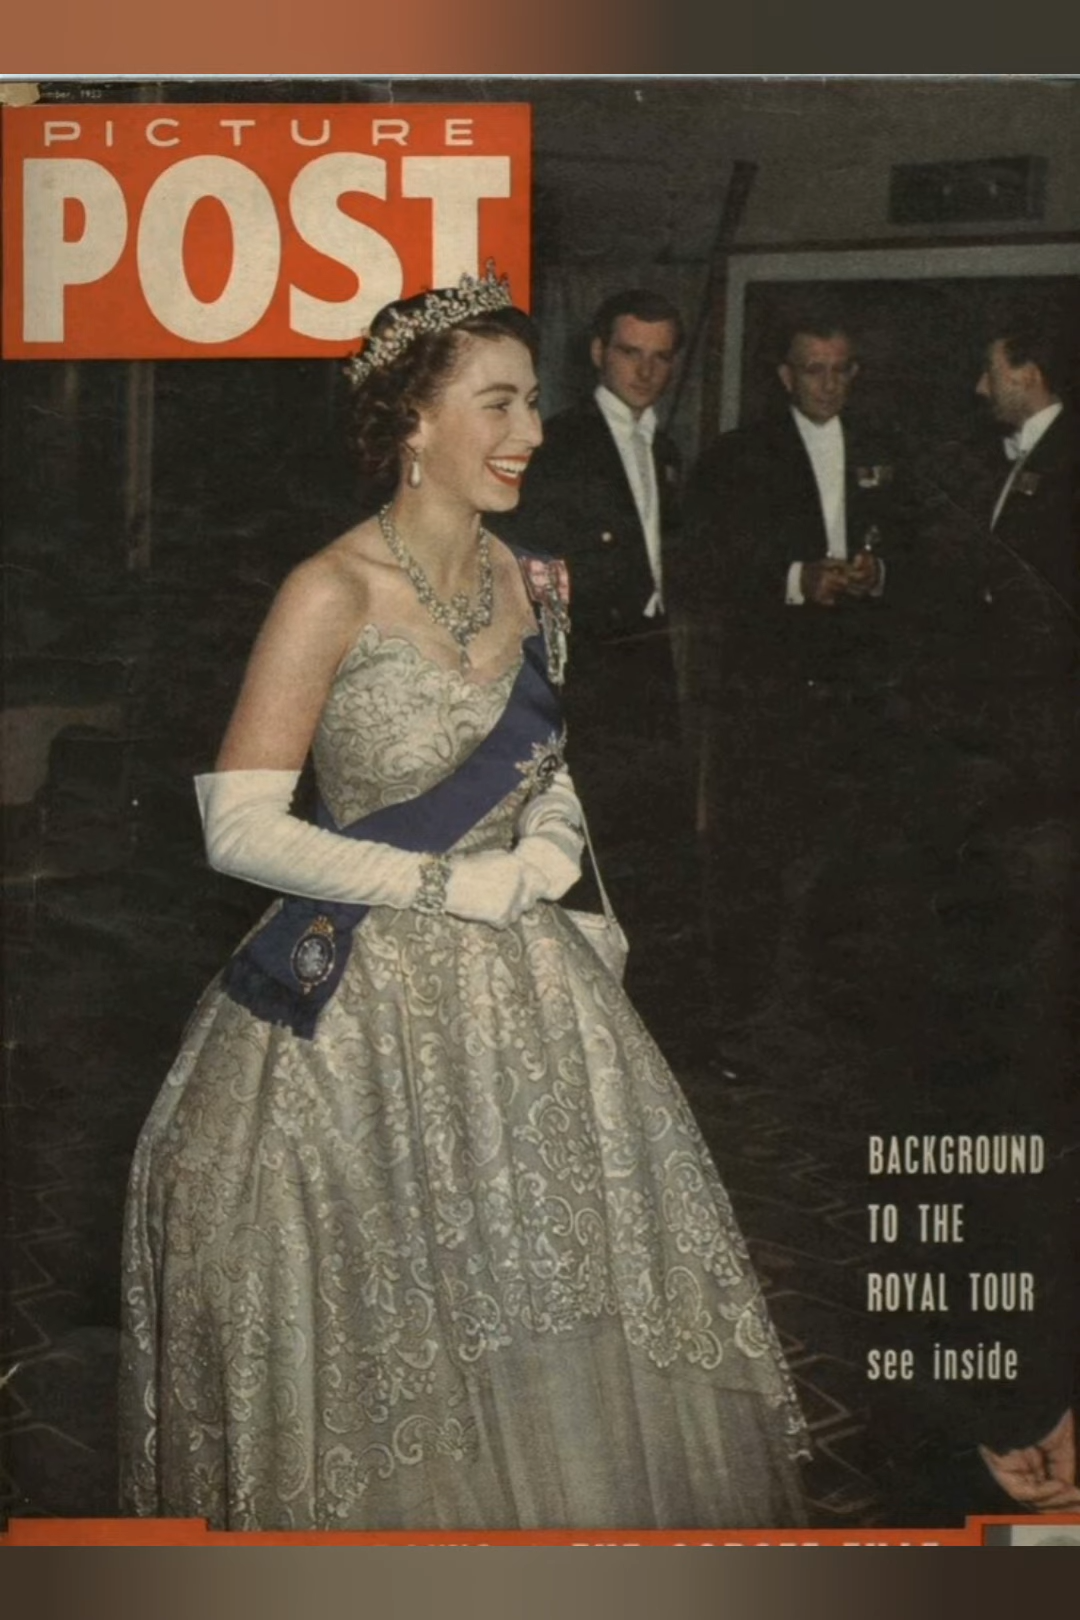 PICTURE
POST
BACKGROUND
TO THE
ROYAL TOUR
see inside